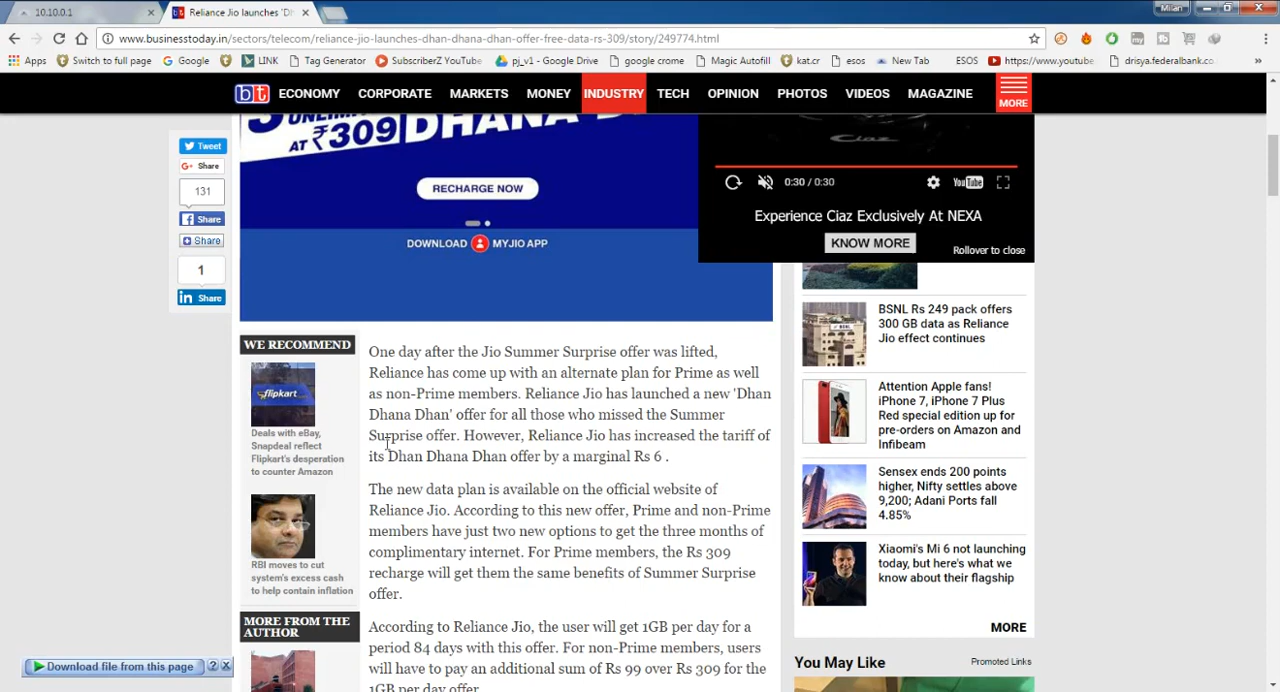 Milan
10.10.0.1
Reliance Jio launches 'Dh
www.businesstoday.in/sectors/telecom/reliance-jio-launches-dhan-dhana-dhan-offer-free-data-rs-309/story/249774.html
Apps Switch to full page Google LINK Tag Generator SubscriberZ YouTube pj_v1 - Google Drive google crome Magic Autofill kat.cr esos New Tab ESOS https://www.youtube drisya.federalbank.co
bt ECONOMY CORPORATE MARKETS MONEY INDUSTRY TECH OPINION PHOTOS VIDEOS MAGAZINE MORE
AT ₹309
RECHARGE NOW
DOWNLOAD MYJIO APP
Ciaz
0:30 / 0:30
YouTube
Experience Ciaz Exclusively At NEXA
KNOW MORE
Rollover to close
Tweet
G+ Share
131
Share
Share
1
in Share
WE RECOMMEND
flipkart
Deals with eBay,
Snapdeal reflect
Flipkart's desperation
to counter Amazon
RBI moves to cut
system's excess cash
to help contain inflation
MORE FROM THE
AUTHOR
One day after the Jio Summer Surprise offer was lifted,
Reliance has come up with an alternate plan for Prime as well
as non-Prime members. Reliance Jio has launched a new 'Dhan
Dhana Dhan' offer for all those who missed the Summer
Surprise offer. However, Reliance Jio has increased the tariff of
its Dhan Dhana Dhan offer by a marginal Rs 6 .
The new data plan is available on the official website of
Reliance Jio. According to this new offer, Prime and non-Prime
members have just two new options to get the three months of
complimentary internet. For Prime members, the Rs 309
recharge will get them the same benefits of Summer Surprise
offer.
According to Reliance Jio, the user will get 1GB per day for a
period 84 days with this offer. For non-Prime members, users
will have to pay an additional sum of Rs 99 over Rs 309 for the
1GB per day offer.
BSNL Rs 249 pack offers
300 GB data as Reliance
Jio effect continues
Attention Apple fans!
iPhone 7, iPhone 7 Plus
Red special edition up for
pre-orders on Amazon and
Infibeam
Sensex ends 200 points
higher, Nifty settles above
9,200; Adani Ports fall
4.85%
Xiaomi's Mi 6 not launching
today, but here's what we
know about their flagship
MORE
You May Like
Promoted Links
Download file from this page